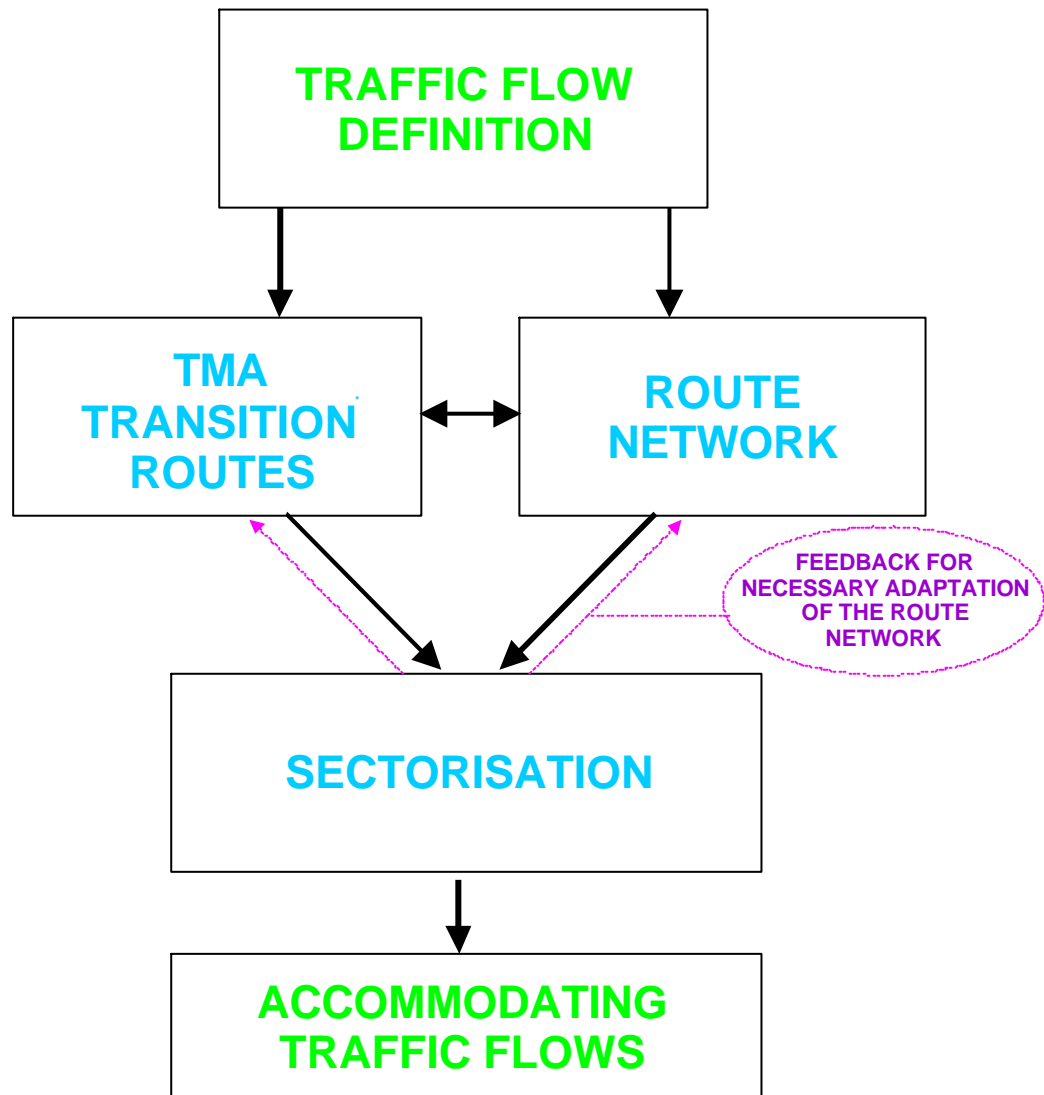 TRAFFIC FLOW
DEFINITION
TMA
TRANSITION
ROUTES
ROUTE
NETWORK
FEEDBACK FOR
NECESSARY ADAPTATION
OF THE ROUTE
NETWORK
SECTORISATION
ACCOMMODATING
TRAFFIC FLOWS